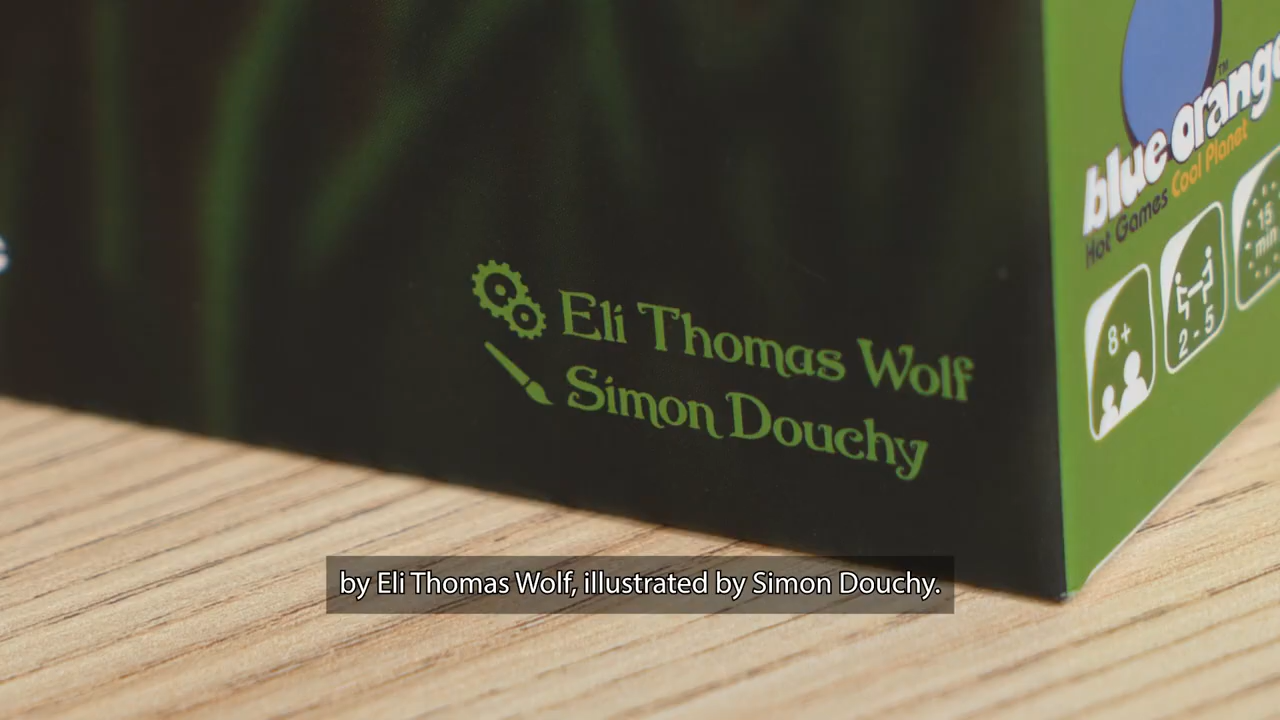 Eli Thomas Wolf
Simon Douchy
blue orange™
Hot Games Cool Planet
8+
2 - 5
15
min
by Eli Thomas Wolf, illustrated by Simon Douchy.